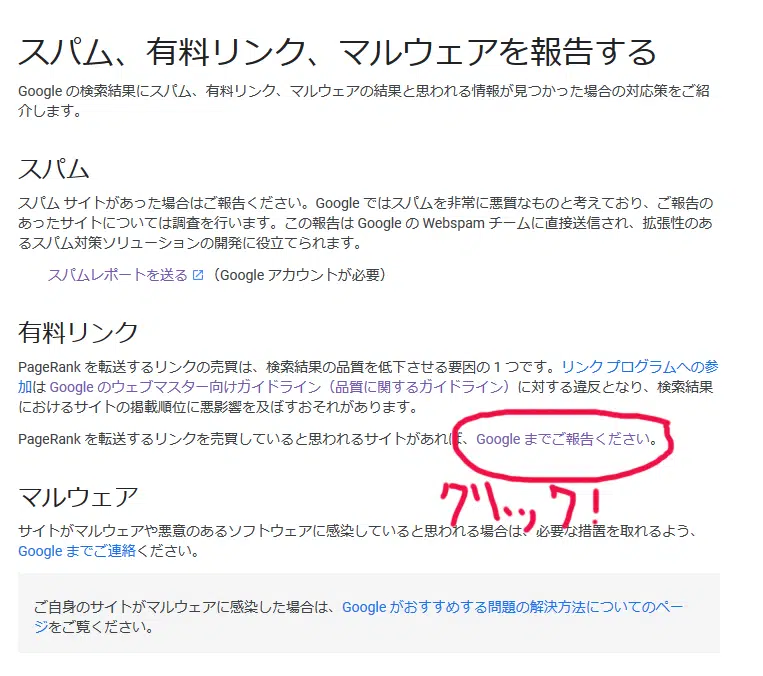 スパム、有料リンク、マルウェアを報告する
Google の検索結果にスパム、有料リンク、マルウェアの結果と思われる情報が見つかった場合の対応策をご紹
介します。
スパム
スパム サイトがあった場合はご報告ください。Google ではスパムを非常に悪質なものと考えており、ご報告の
あったサイトについては調査を行います。この報告は Google の Webspam チームに直接送信され、拡張性のあ
るスパム対策ソリューションの開発に役立てられます。
スパムレポートを送る（Google アカウントが必要）
有料リンク
PageRank を転送するリンクの売買は、検索結果の品質を低下させる要因の 1 つです。リンク プログラムへの参
加は Google のウェブマスター向けガイドライン（品質に関するガイドライン）に対する違反となり、検索結果
におけるサイトの掲載順位に悪影響を及ぼすおそれがあります。
PageRank を転送するリンクを売買していると思われるサイトがあれば、Google までご報告ください。
クリック！
マルウェア
サイトがマルウェアや悪意のあるソフトウェアに感染していると思われる場合は、必要な措置を取れるよう、
Google までご連絡ください。
ご自身のサイトがマルウェアに感染した場合は、Google がおすすめする問題の解決方法についてのペー
ジをご覧ください。